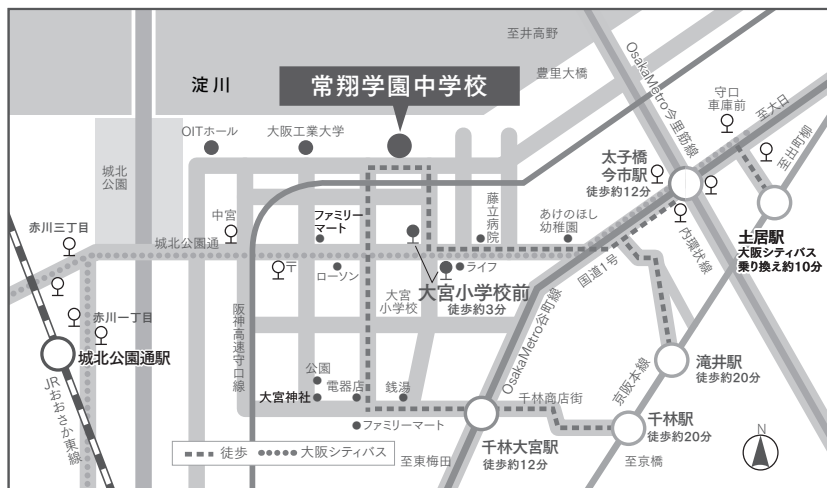 至井高野
淀川
豊里大橋
OsakaMetro今里筋線
常翔学園中学校
守口
車庫前
至大日
OITホール
大阪工業大学
至出町柳
城北
公園
太子橋
今市駅
徒歩約12分
藤立病院
あけのほし
幼稚園
中宮
ファミリー
マート
赤川三丁目
城北公園通
内環状線
土居駅
大阪シティバス
乗り換え約10分
〒
ローソン
ライフ
国道1号
大宮
小学校
大宮小学校前
徒歩約3分
赤川一丁目
阪神高速守口線
OsakaMetro谷町線
城北公園通駅
滝井駅
徒歩約20分
京阪本線
公園
JRおおさか東線
大宮神社
電器店
銭湯
千林商店街
千林駅
徒歩約20分
ファミリーマート
千林大宮駅
徒歩約12分
徒歩
大阪シティバス
至東梅田
至京橋
N